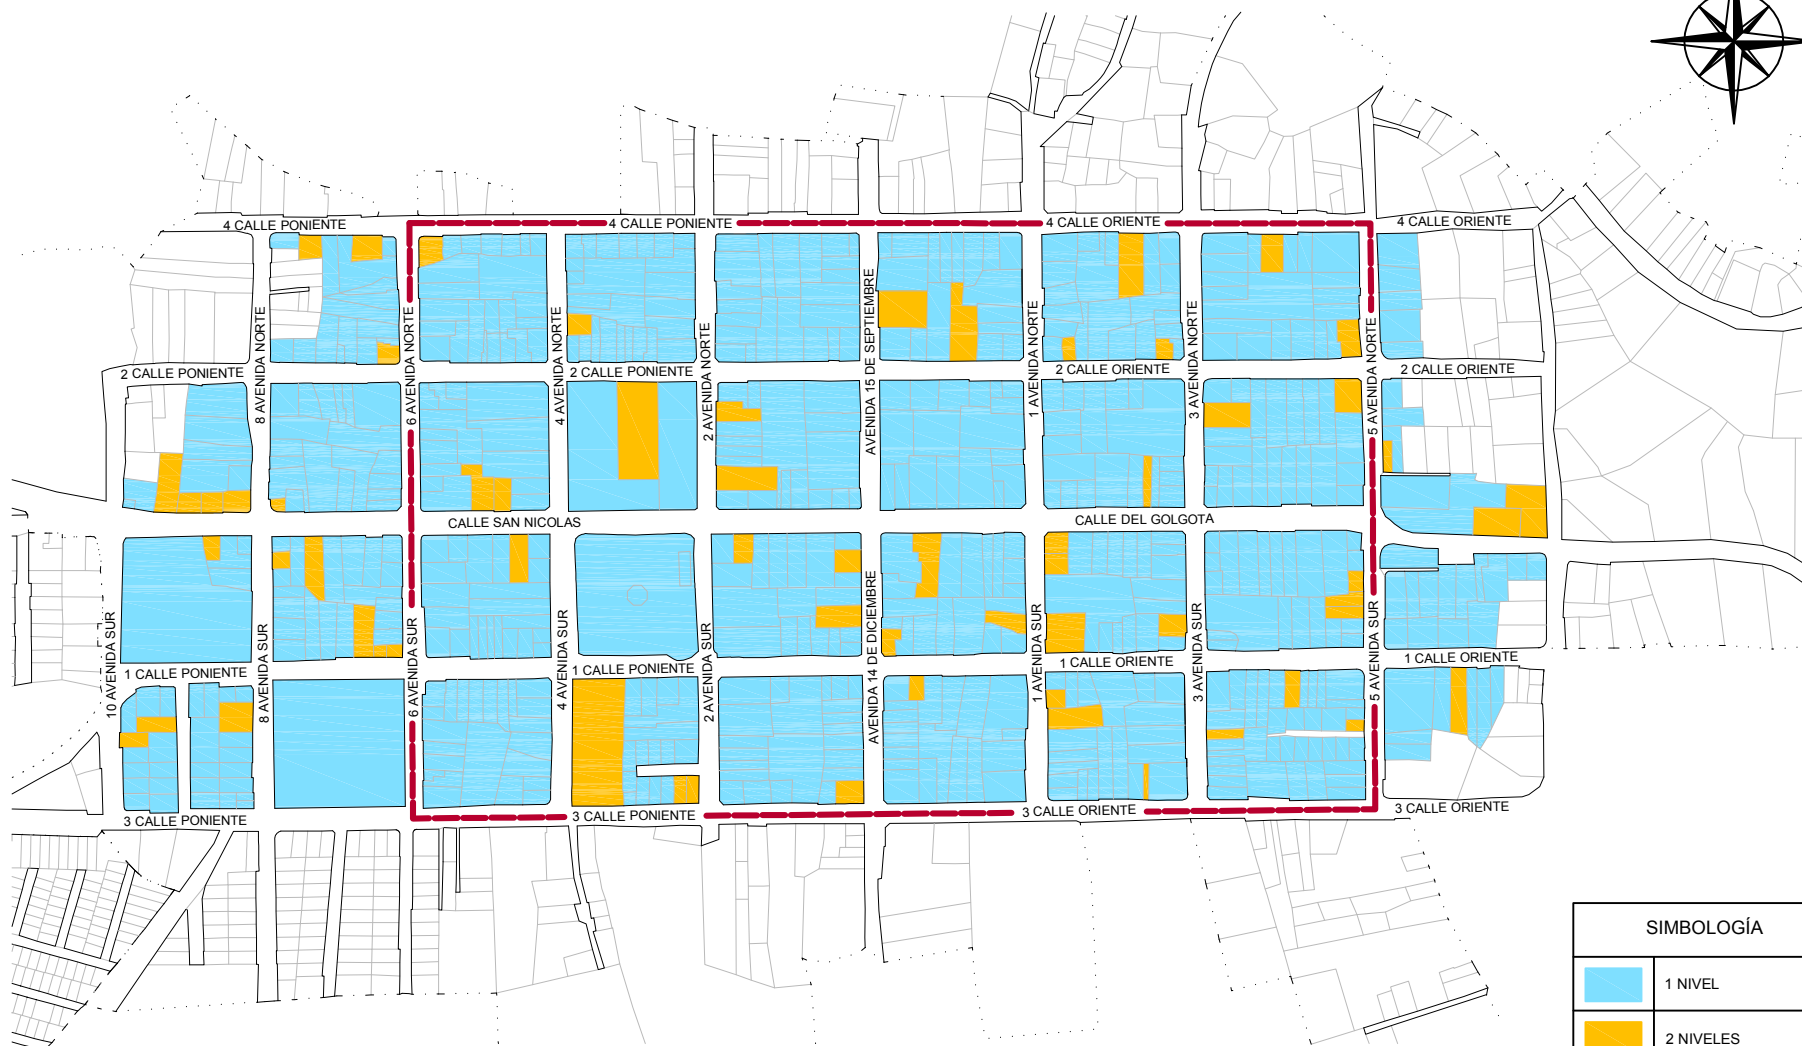 4 CALLE PONIENTE
4 CALLE PONIENTE
4 CALLE ORIENTE
4 CALLE ORIENTE
8 AVENIDA NORTE
6 AVENIDA NORTE
4 AVENIDA NORTE
2 AVENIDA NORTE
AVENIDA 15 DE SEPTIEMBRE
1 AVENIDA NORTE
3 AVENIDA NORTE
5 AVENIDA NORTE
2 CALLE PONIENTE
2 CALLE PONIENTE
2 CALLE ORIENTE
2 CALLE ORIENTE
CALLE SAN NICOLAS
CALLE DEL GOLGOTA
10 AVENIDA SUR
8 AVENIDA SUR
6 AVENIDA SUR
4 AVENIDA SUR
2 AVENIDA SUR
AVENIDA 14 DE DICIEMBRE
1 AVENIDA SUR
3 AVENIDA SUR
5 AVENIDA SUR
1 CALLE PONIENTE
1 CALLE PONIENTE
1 CALLE ORIENTE
1 CALLE ORIENTE
3 CALLE PONIENTE
3 CALLE PONIENTE
3 CALLE ORIENTE
3 CALLE ORIENTE
SIMBOLOGÍA
1 NIVEL
2 NIVELES